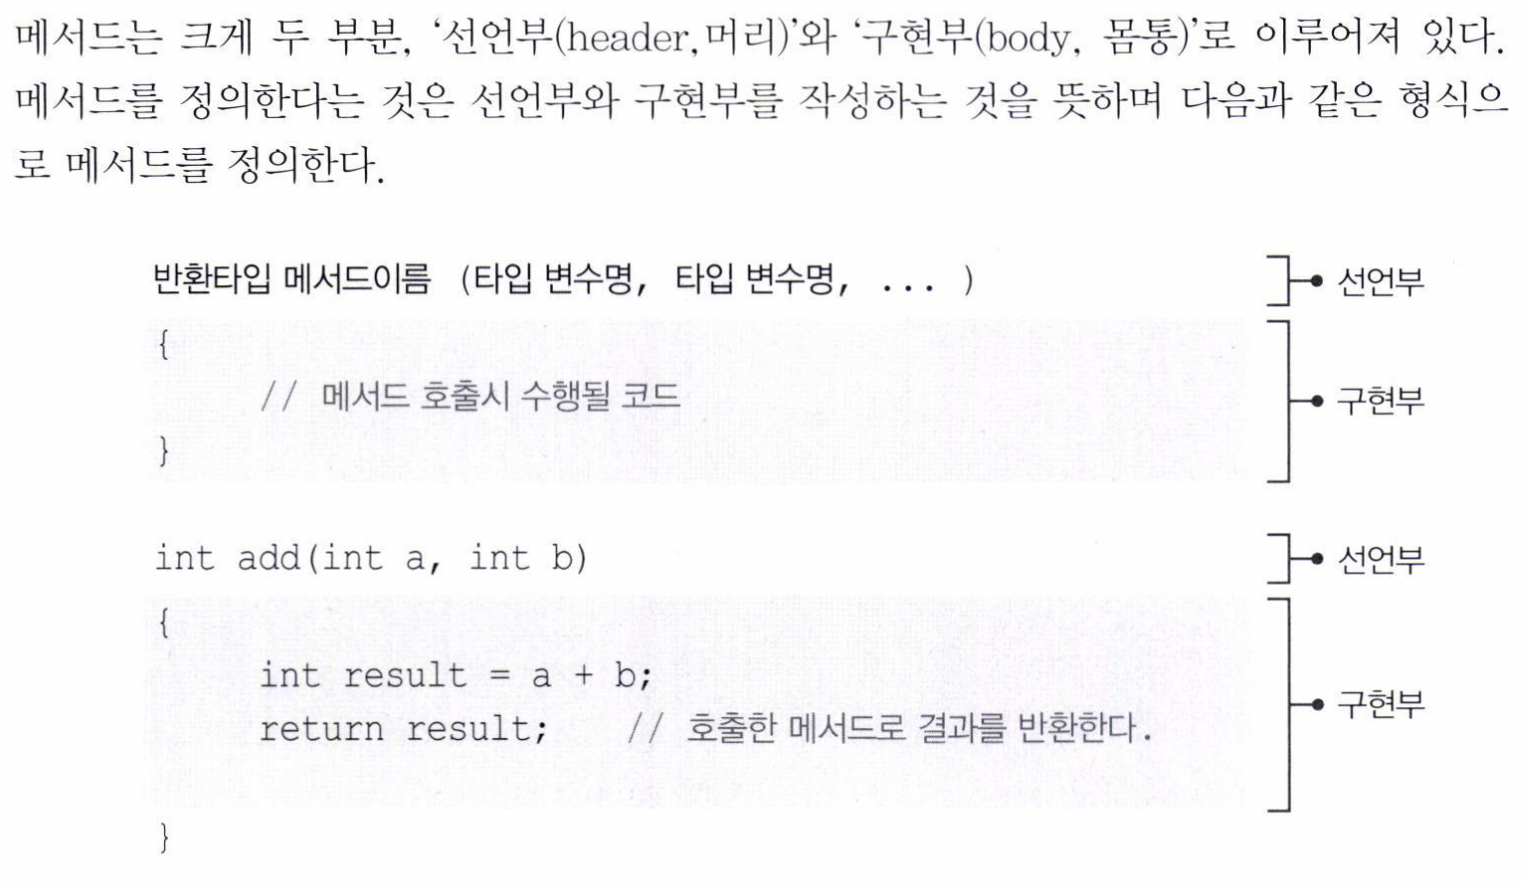 메서드는 크게 두 부분, ‘선언부(header, 머리)’와 ‘구현부(body, 몸통)’로 이루어져 있다.
메서드를 정의한다는 것은 선언부와 구현부를 작성하는 것을 뜻하며 다음과 같은 형식으
로 메서드를 정의한다.
반환타입 메서드이름 (타입 변수명, 타입 변수명, ... ) 선언부
{
// 메서드 호출시 수행될 코드 구현부
}
int add(int a, int b) 선언부
{
int result = a + b;
return result; // 호출한 메서드로 결과를 반환한다. 구현부
}